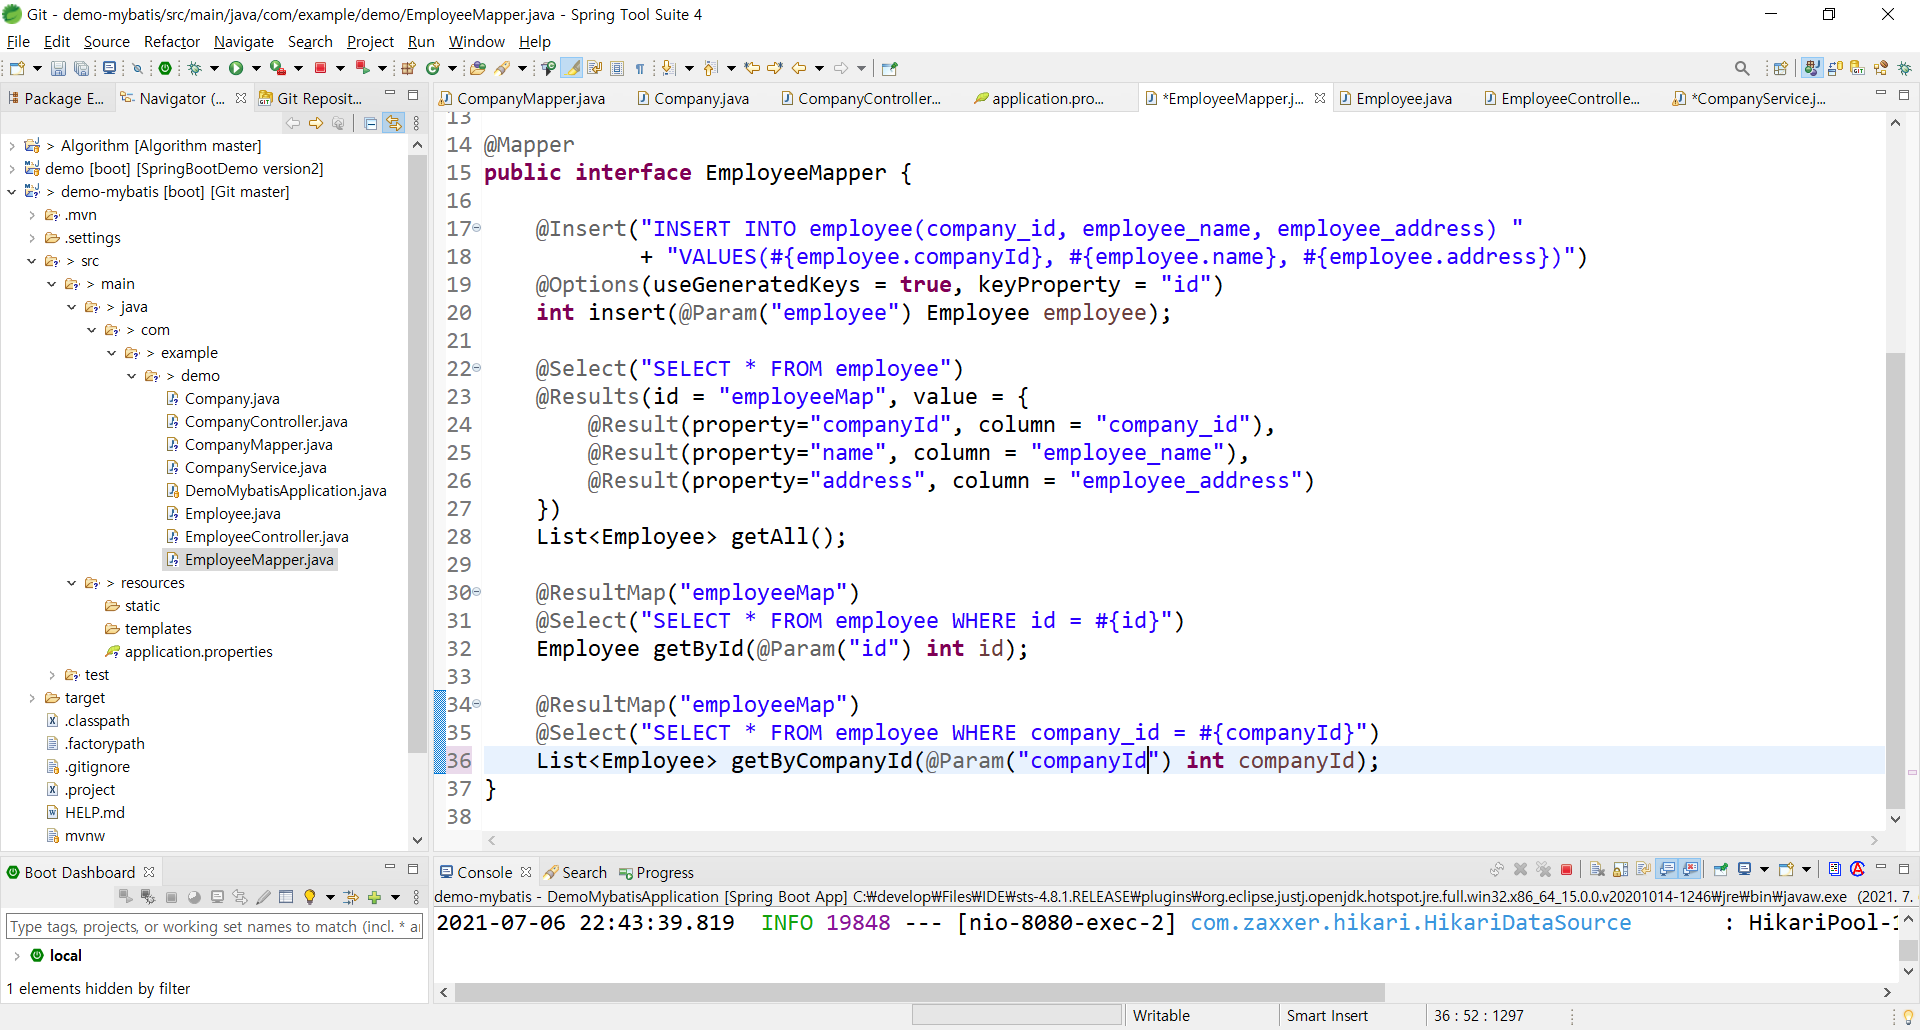 Git - demo-mybatis/src/main/java/com/example/demo/EmployeeMapper.java - Spring Tool Suite 4
File Edit Source Refactor Navigate Search Project Run Window Help
Package E... Navigator (... Git Reposit...
> Algorithm [Algorithm master]
demo [boot] [SpringBootDemo version2]
> demo-mybatis [boot] [Git master]
.mvn
.settings
> src
> main
> java
> com
> example
> demo
Company.java
CompanyController.java
CompanyMapper.java
CompanyService.java
DemoMybatisApplication.java
Employee.java
EmployeeController.java
EmployeeMapper.java
> resources
static
templates
application.properties
test
target
.classpath
.factorypath
.gitignore
.project
HELP.md
mvnw
CompanyMapper.java Company.java CompanyController... application.pro... *EmployeeMapper.j... Employee.java EmployeeControlle... *CompanyService.j...
13
14 @Mapper
15 public interface EmployeeMapper {
16
17 @Insert("INSERT INTO employee(company_id, employee_name, employee_address) "
18 + "VALUES(#{employee.companyId}, #{employee.name}, #{employee.address})")
19 @Options(useGeneratedKeys = true, keyProperty = "id")
20 int insert(@Param("employee") Employee employee);
21
22 @Select("SELECT * FROM employee")
23 @Results(id = "employeeMap", value = {
24 @Result(property="companyId", column = "company_id"),
25 @Result(property="name", column = "employee_name"),
26 @Result(property="address", column = "employee_address")
27 })
28 List<Employee> getAll();
29
30 @ResultMap("employeeMap")
31 @Select("SELECT * FROM employee WHERE id = #{id}")
32 Employee getById(@Param("id") int id);
33
34 @ResultMap("employeeMap")
35 @Select("SELECT * FROM employee WHERE company_id = #{companyId}")
36 List<Employee> getByCompanyId(@Param("companyId") int companyId);
37 }
38
Boot Dashboard
Type tags, projects, or working set names to match (incl. * a
local
1 elements hidden by filter
Console Search Progress
demo-mybatis - DemoMybatisApplication [Spring Boot App] C:₩develop₩Files₩IDE₩sts-4.8.1.RELEASE₩plugins₩org.eclipse.justj.openjdk.hotspot.jre.full.win32.x86_64_15.0.0.v20201014-1246₩jre₩bin₩javaw.exe (2021. 7.
2021-07-06 22:43:39.819 INFO 19848 --- [nio-8080-exec-2] com.zaxxer.hikari.HikariDataSource : HikariPool-1
Writable Smart Insert 36 : 52 : 1297